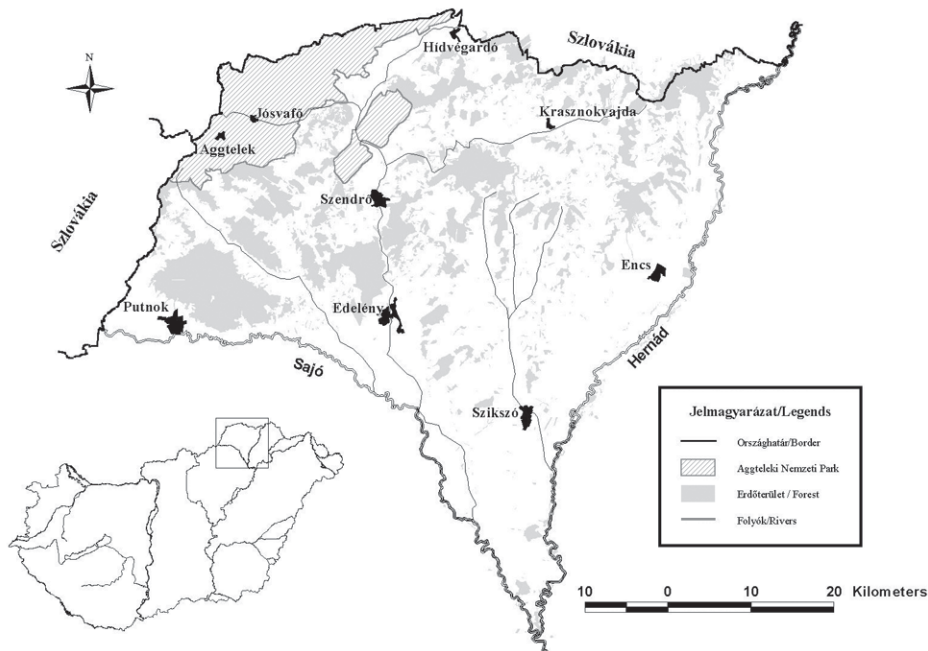 Hídvégardó
Szlovákia
N
Jósvafő
Krasznokvajda
Aggtelek
Szendrő
Szlovákia
Encs
Putnok
Edelény
Sajó
Hernád
Szikszó
Jelmagyarázat/Legends
Országhatár/Border
Aggteleki Nemzeti Park
Erdőterület / Forest
Folyók/Rivers
10 0 10 20 Kilometers